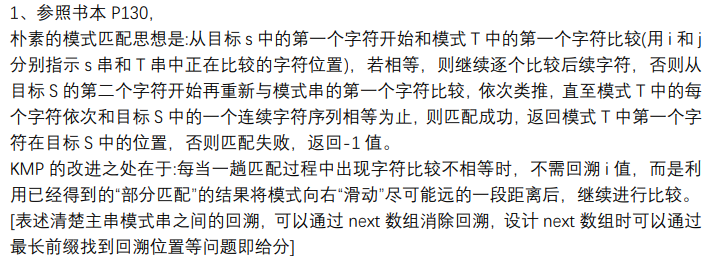 1、参照书本 P130，
朴素的模式匹配思想是:从目标 s 中的第一个字符开始和模式 T 中的第一个字符比较(用 i 和 j
分别指示 s 串和 T 串中正在比较的字符位置)，若相等，则继续逐个比较后续字符，否则从
目标 S 的第二个字符开始再重新与模式串的第一个字符比较，依次类推，直至模式 T 中的每
个字符依次和目标 S 中的一个连续字符序列相等为止，则匹配成功，返回模式 T 中第一个字
符在目标 S 中的位置，否则匹配失败，返回-1 值。
KMP 的改进之处在于:每当一趟匹配过程中出现字符比较不相等时，不需回溯 i 值，而是利
用已经得到的“部分匹配”的结果将模式向右“滑动”尽可能远的一段距离后，继续进行比较。
[表述清楚主串模式串之间的回溯，可以通过 next 数组消除回溯，设计 next 数组时可以通过
最长前缀找到回溯位置等问题即给分]